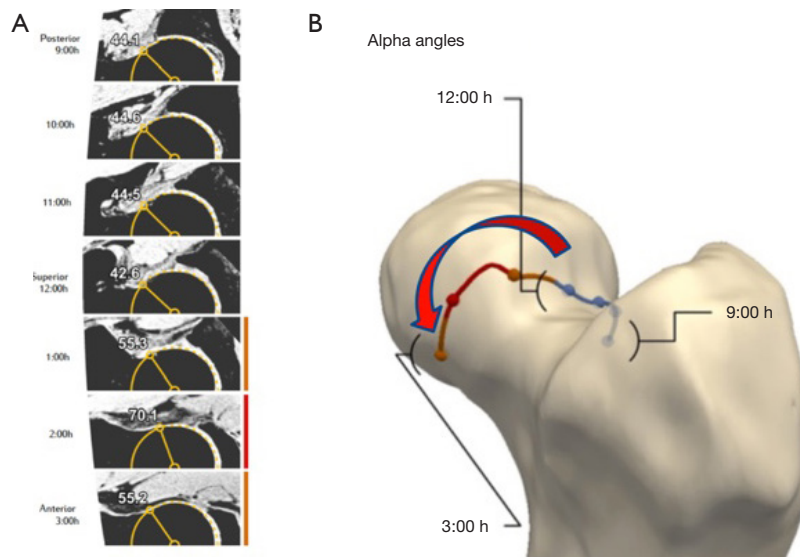 A
Posterior
9:00h
44.1
10:00h
44.6
11:00h
44.5
Superior
12:00h
42.6
1:00h
55.3
2:00h
70.1
Anterior
3:00h
55.2
B
Alpha angles
12:00 h
9:00 h
3:00 h